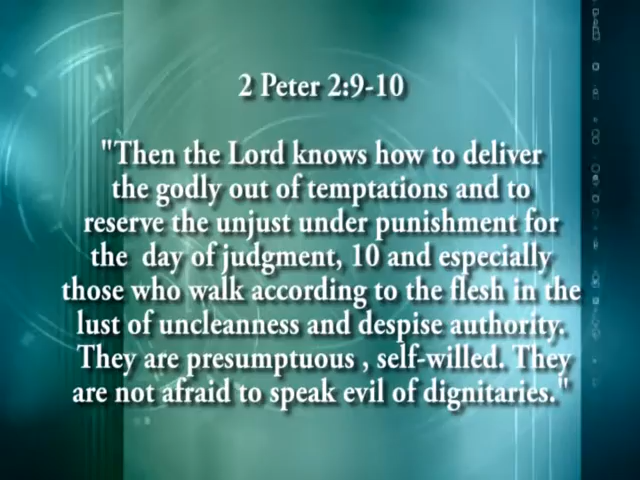 2 Peter 2:9-10
"Then the Lord knows how to deliver
the godly out of temptations and to
reserve the unjust under punishment for
the day of judgment, 10 and especially
those who walk according to the flesh in the
lust of uncleanness and despise authority.
They are presumptuous , self-willed. They
are not afraid to speak evil of dignitaries."